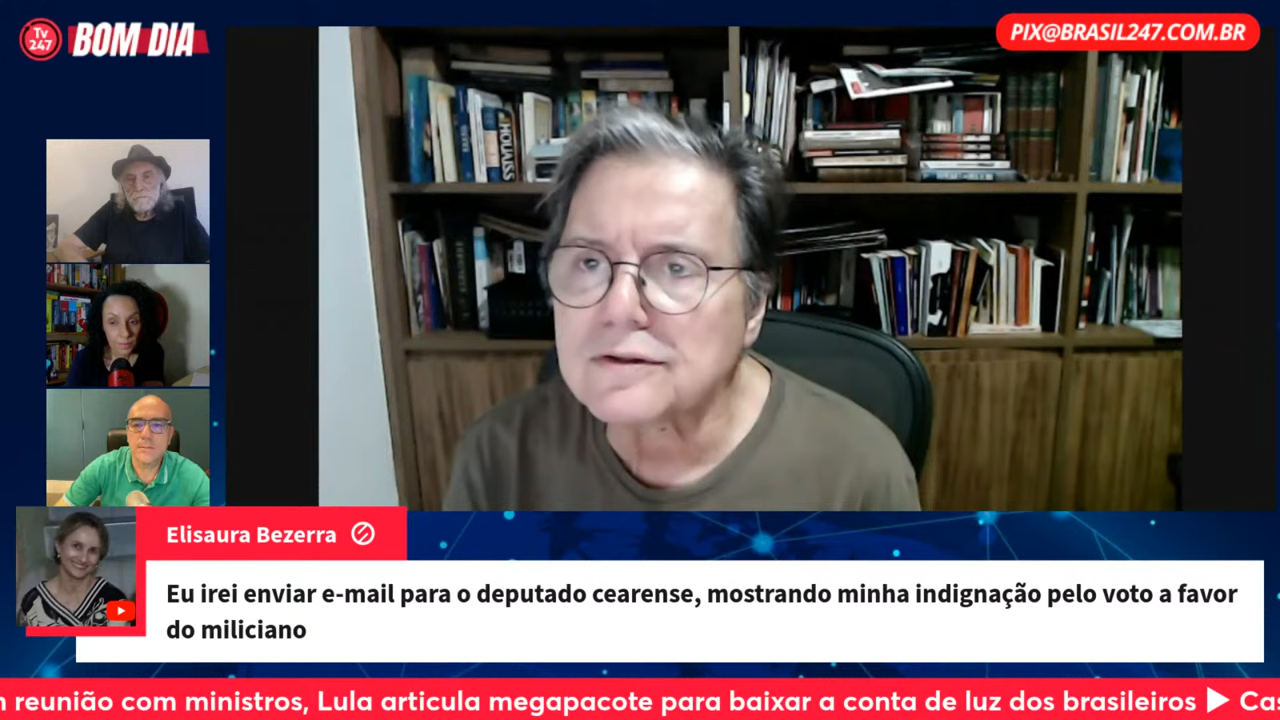 Tv
247
BOM DIA
PIX@BRASIL247.COM.BR
HOUAISS
Elisaura Bezerra
Eu irei enviar e-mail para o deputado cearense, mostrando minha indignação pelo voto a favor
do miliciano
reunião com ministros, Lula articula megapacote para baixar a conta de luz dos brasileiros ▶ Cas